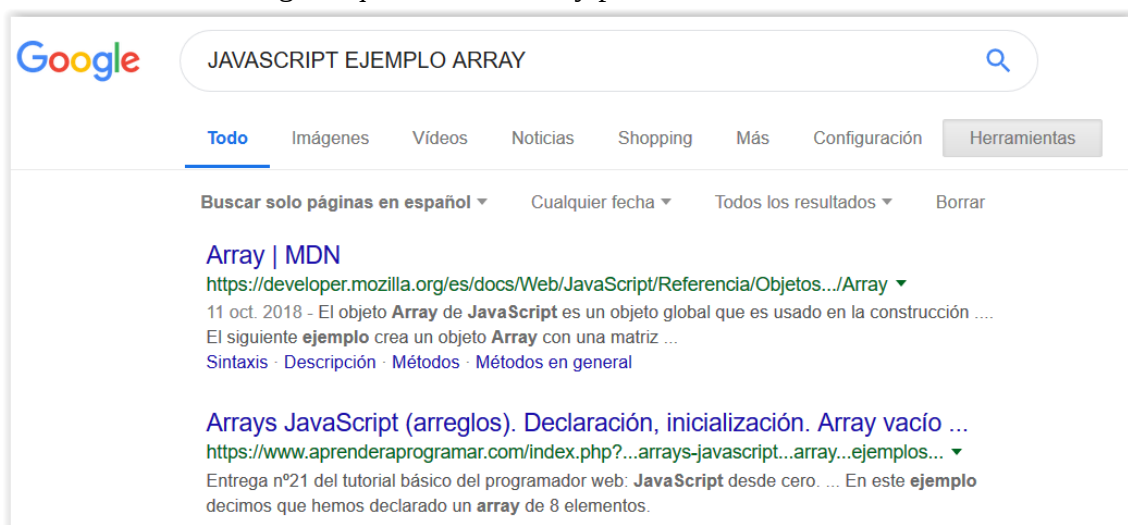 Google JAVASCRIPT EJEMPLO ARRAY
Todo Imágenes Vídeos Noticias Shopping Más Configuración Herramientas
Buscar solo páginas en español Cualquier fecha Todos los resultados Borrar
Array | MDN
https://developer.mozilla.org/es/docs/Web/JavaScript/Referencia/Objetos.../Array
11 oct. 2018 - El objeto Array de JavaScript es un objeto global que es usado en la construcción ....
El siguiente ejemplo crea un objeto Array con una matriz ...
Sintaxis · Descripción · Métodos · Métodos en general
Arrays JavaScript (arreglos). Declaración, inicialización. Array vacío ...
https://www.aprenderaprogramar.com/index.php?...arrays-javascript...array...ejemplos...
Entrega nº21 del tutorial básico del programador web: JavaScript desde cero. ... En este ejemplo
decimos que hemos declarado un array de 8 elementos.